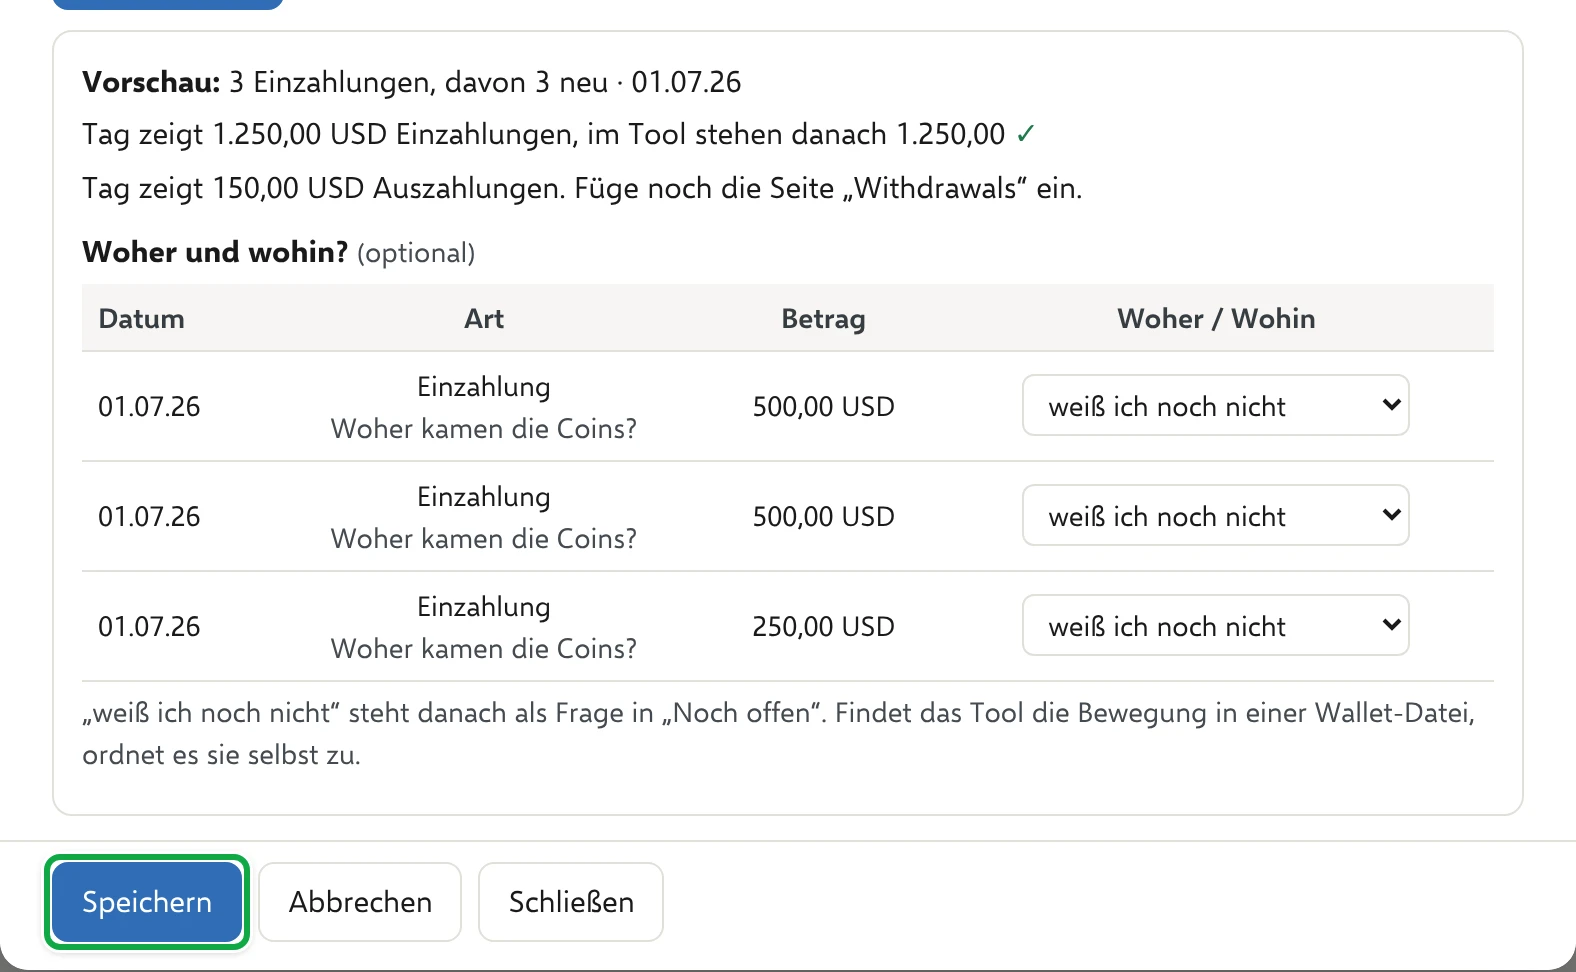 Vorschau: 3 Einzahlungen, davon 3 neu · 01.07.26
Tag zeigt 1.250,00 USD Einzahlungen, im Tool stehen danach 1.250,00 ✓
Tag zeigt 150,00 USD Auszahlungen. Füge noch die Seite „Withdrawals“ ein.
Woher und wohin? (optional)
Datum Art Betrag Woher / Wohin
01.07.26 Einzahlung 500,00 USD weiß ich noch nicht
Woher kamen die Coins?
01.07.26 Einzahlung 500,00 USD weiß ich noch nicht
Woher kamen die Coins?
01.07.26 Einzahlung 250,00 USD weiß ich noch nicht
Woher kamen die Coins?
„weiß ich noch nicht“ steht danach als Frage in „Noch offen“. Findet das Tool die Bewegung in einer Wallet-Datei,
ordnet es sie selbst zu.
Speichern Abbrechen Schließen